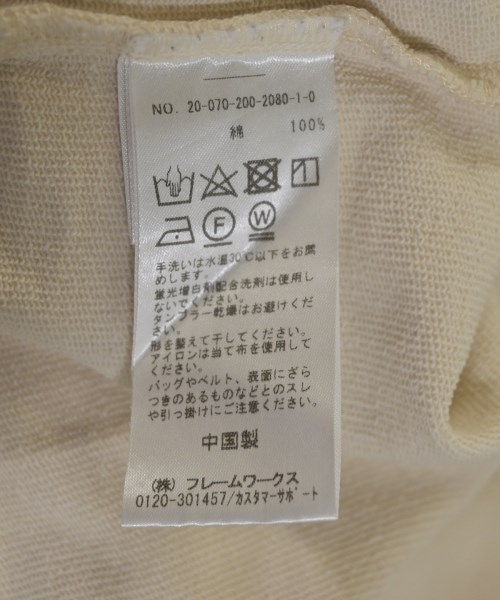 NO. 20-070-200-2080-1-0
綿 100%
F W
手洗いは水温30℃以下をお薦
めします。
蛍光増白剤配合洗剤は使用し
ないでください。
タンブラー乾燥はお避けくだ
さい。
形を整えて干してください。
アイロンは当て布を使用して
ください。
バッグやベルト、表面にざら
つきのあるものなどとのスレ
や引っ掛けにご注意ください。
中国製
(株) フレームワークス
0120-301457/カスタマーサポート